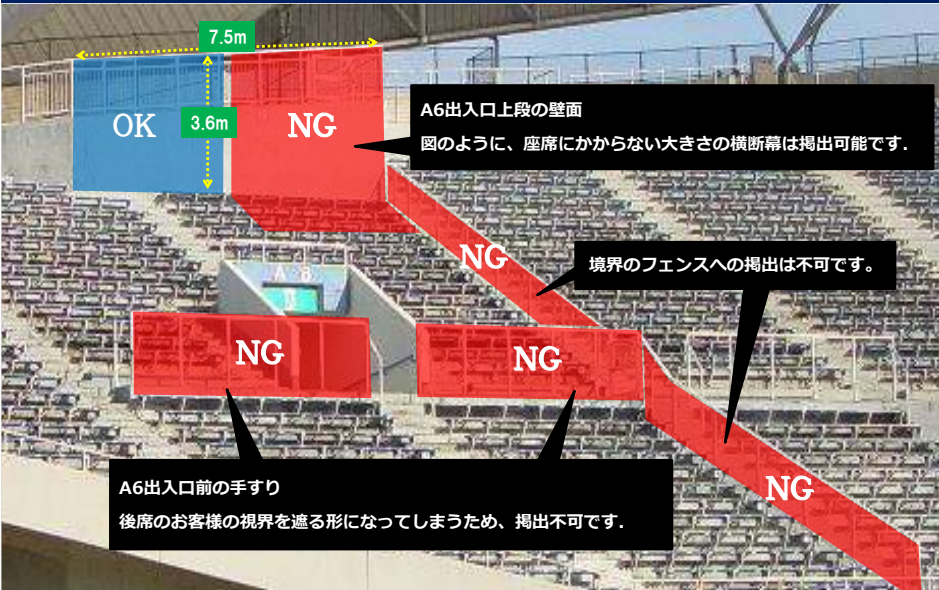 7.5m
OK
3.6m
NG
A6出入口上段の壁面
図のように、座席にかからない大きさの横断幕は掲出可能です.
NG
境界のフェンスへの掲出は不可です。
A 6
NG
NG
A6出入口前の手すり
後席のお客様の視界を遮る形になってしまうため、掲出不可です.
NG